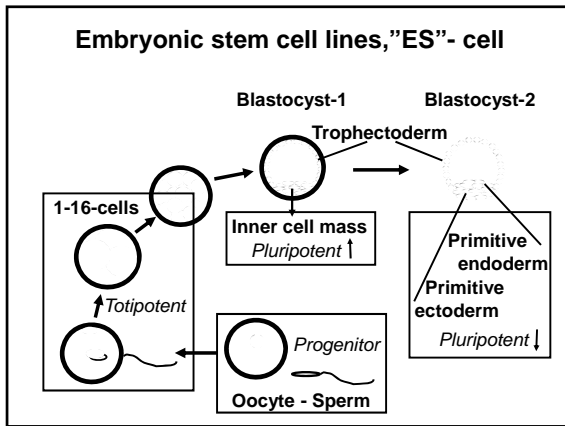 Embryonic stem cell lines,”ES”- cell
Blastocyst-1
Blastocyst-2
Trophectoderm
1-16-cells
Inner cell mass
Pluripotent ↑
Primitive
endoderm
Primitive
ectoderm
Pluripotent ↓
Totipotent
Progenitor
Oocyte - Sperm